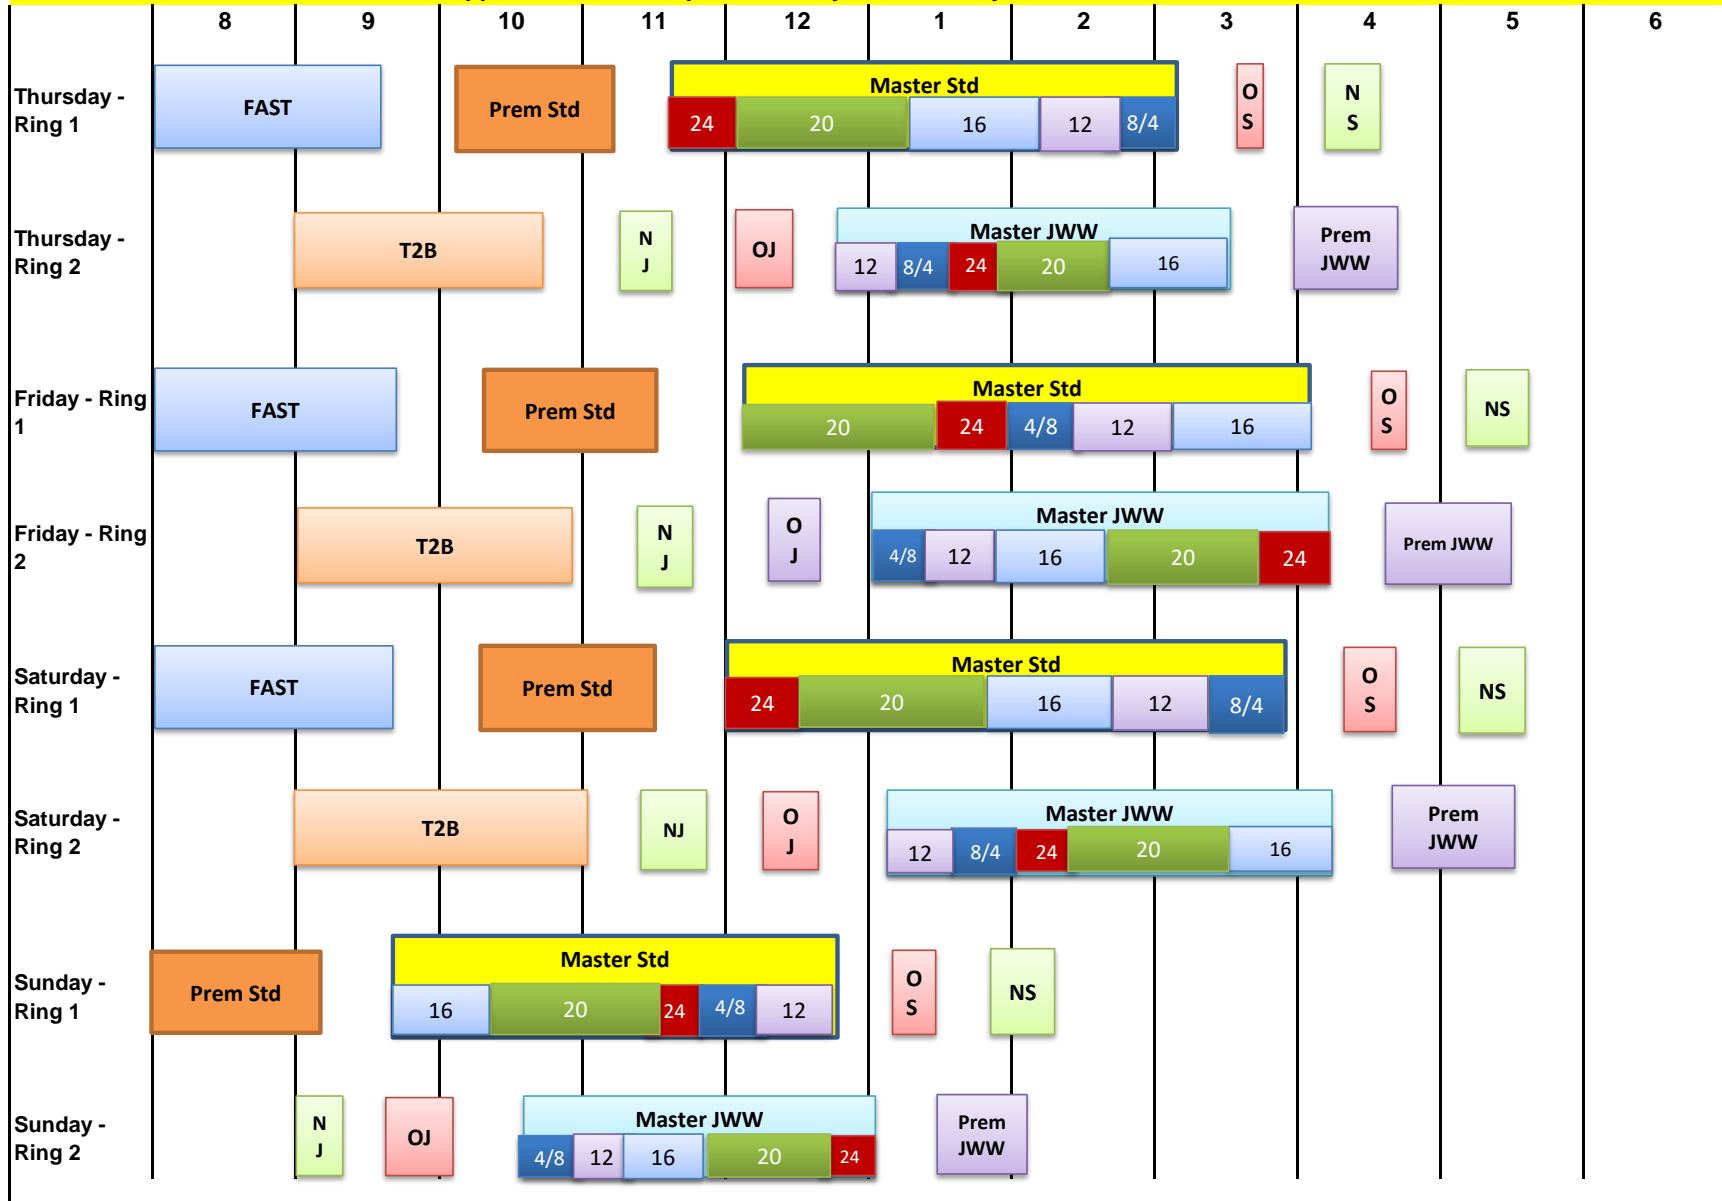 8 9 10 11 12 1 2 3 4 5 6
Thursday -
Ring 1
FAST
Prem Std
Master Std
24 20 16 12 8/4
O
S
N
S
Thursday -
Ring 2
T2B
N
J
OJ
Master JWW
12 8/4 24 20 16
Prem
JWW
Friday - Ring
1
FAST
Prem Std
Master Std
20 24 4/8 12 16
O
S
NS
Friday - Ring
2
T2B
N
J
O
J
Master JWW
4/8 12 16 20 24
Prem JWW
Saturday -
Ring 1
FAST
Prem Std
Master Std
24 20 16 12 8/4
O
S
NS
Saturday -
Ring 2
T2B
NJ
O
J
Master JWW
12 8/4 24 20 16
Prem
JWW
Sunday -
Ring 1
Prem Std
Master Std
16 20 24 4/8 12
O
S
NS
Sunday -
Ring 2
N
J
OJ
Master JWW
4/8 12 16 20 24
Prem
JWW